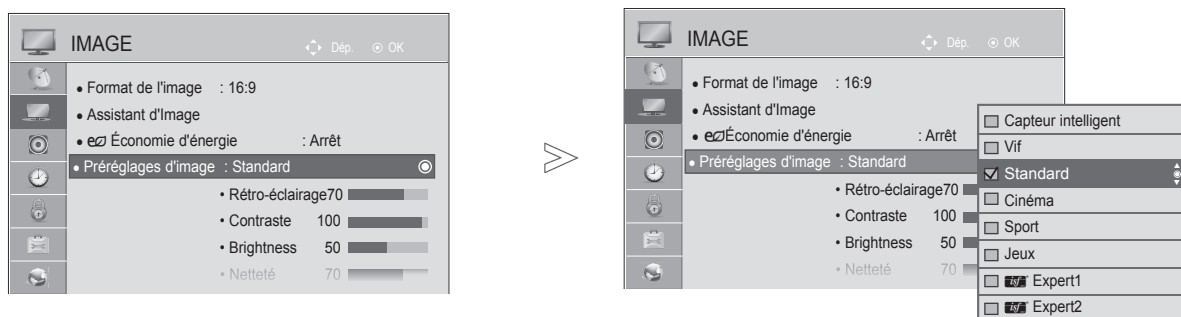 IMAGE
Dép. OK
• Format de l'image : 16:9
• Assistant d'Image
• e Économie d'énergie : Arrêt
• Préréglages d'image : Standard
• Rétro-éclairage70
• Contraste 100
• Brightness 50
• Netteté 70
IMAGE
Dép. OK
• Format de l'image : 16:9
• Assistant d'Image
• e Économie d'énergie : Arrêt
• Préréglages d'image : Standard
• Rétro-éclairage70
• Contraste 100
• Brightness 50
• Netteté 70
Capteur intelligent
Vif
Standard
Cinéma
Sport
Jeux
isf Expert1
isf Expert2